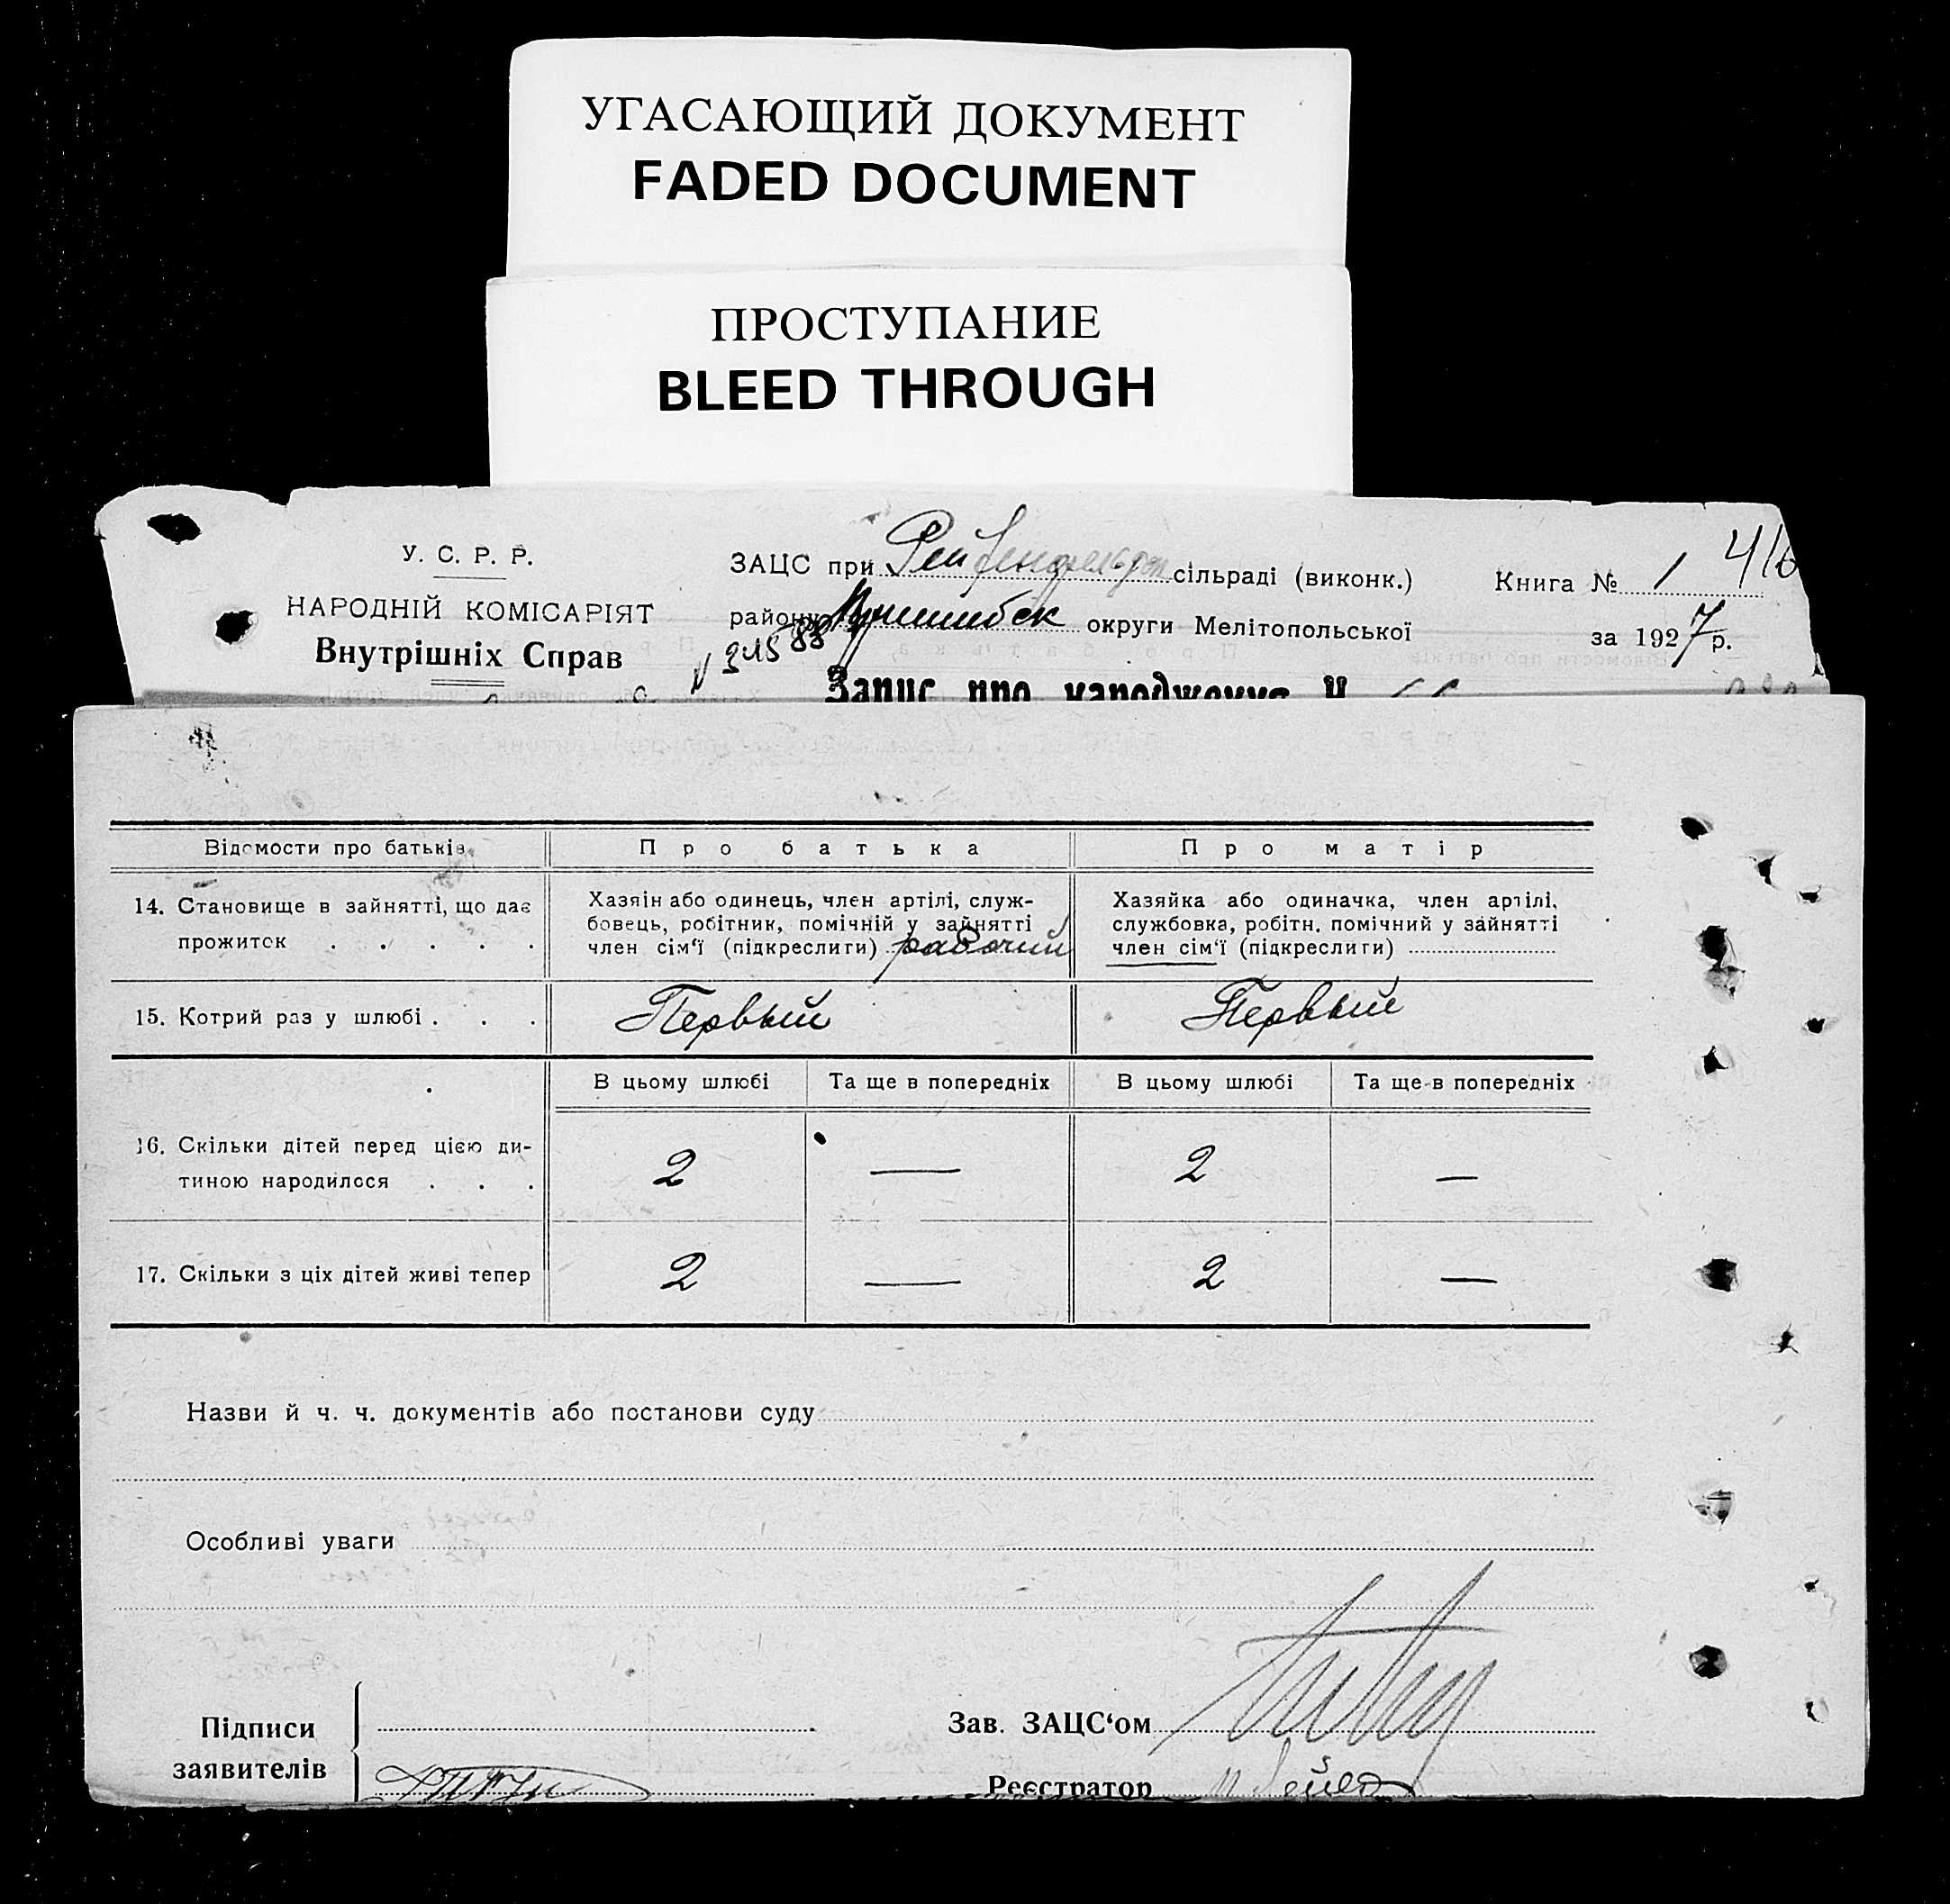 УГАСАЮЩИЙ ДОКУМЕНТ
FADED DOCUMENT
ПРОСТУПАНИЕ
BLEED THROUGH
У. С. Р. Р.
НАРОДНІЙ КОМІСАРІЯТ
Внутрішніх Справ
ЗАЦС при сільраді (виконк.)
району округи Мелітопольської
Книга № 1
416
за 1927 р.
Запис про народження
Відомости про батьків
Про батька
Про матір
14. Становище в зайнятті, що дає
прожиток . . . . .
Хазяін або одинець, член артілі, служ-
бовець, робітник, помічній у зайнятті
член сім'ї (підкреслити) рабочий
Хазяйка або одиначка, член артілі,
службовка, робітн. помічний у зайнятті
член сім'ї (підкреслити)
15. Котрий раз у шлюбі . . .
Первый
Первый
В цьому шлюбі
Та ще в попередніх
В цьому шлюбі
Та ще в попередніх
16. Скільки дітей перед цією ди-
тиною народилося . . .
2 — 2 —
17. Скільки з ціх дітей живі тепер
2 — 2 —
Назви й ч. ч. документів або постанови суду
Особливі уваги
Підписи
заявителів
Зав. ЗАЦС'ом
Реєстратор